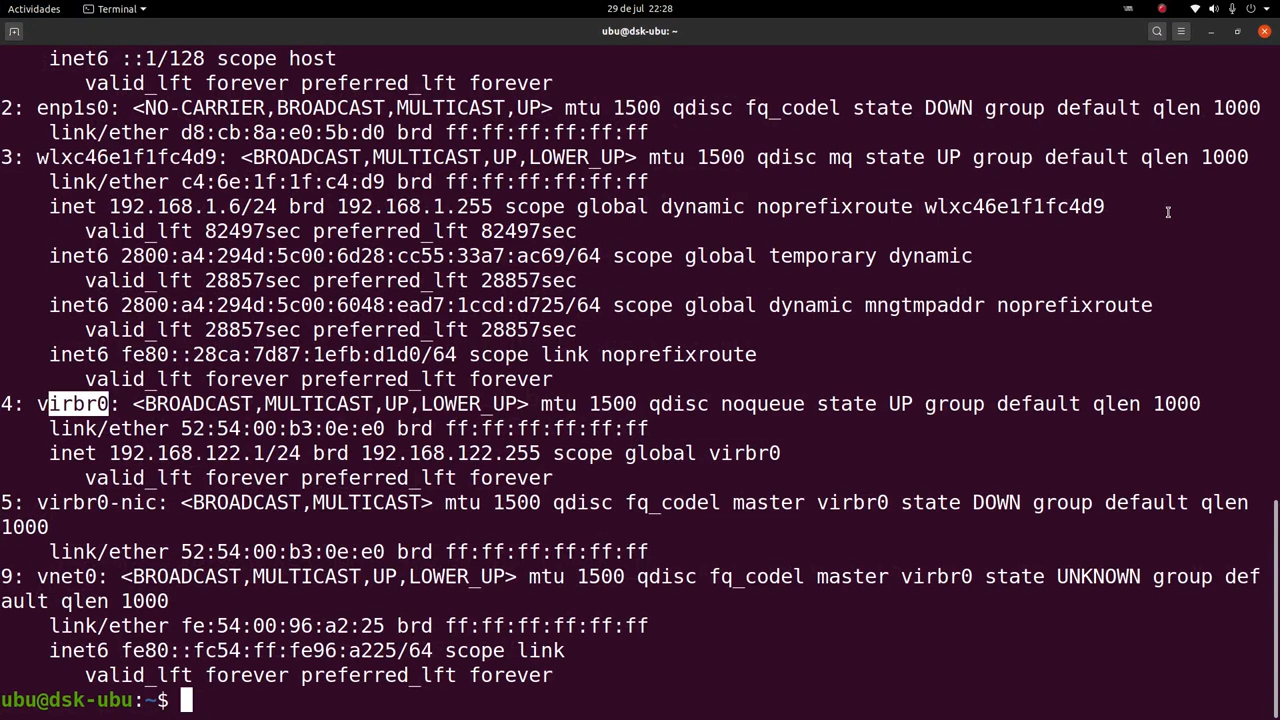 Actividades Terminal 29 de jul 22:28
ubu@dsk-ubu: ~
inet6 ::1/128 scope host
valid_lft forever preferred_lft forever
2: enp1s0: <NO-CARRIER,BROADCAST,MULTICAST,UP> mtu 1500 qdisc fq_codel state DOWN group default qlen 1000
link/ether d8:cb:8a:e0:5b:d0 brd ff:ff:ff:ff:ff:ff
3: wlxc46e1f1fc4d9: <BROADCAST,MULTICAST,UP,LOWER_UP> mtu 1500 qdisc mq state UP group default qlen 1000
link/ether c4:6e:1f:1f:c4:d9 brd ff:ff:ff:ff:ff:ff
inet 192.168.1.6/24 brd 192.168.1.255 scope global dynamic noprefixroute wlxc46e1f1fc4d9
valid_lft 82497sec preferred_lft 82497sec
inet6 2800:a4:294d:5c00:6d28:cc55:33a7:ac69/64 scope global temporary dynamic
valid_lft 28857sec preferred_lft 28857sec
inet6 2800:a4:294d:5c00:6048:ead7:1ccd:d725/64 scope global dynamic mngtmpaddr noprefixroute
valid_lft 28857sec preferred_lft 28857sec
inet6 fe80::28ca:7d87:1efb:d1d0/64 scope link noprefixroute
valid_lft forever preferred_lft forever
4: virbr0: <BROADCAST,MULTICAST,UP,LOWER_UP> mtu 1500 qdisc noqueue state UP group default qlen 1000
link/ether 52:54:00:b3:0e:e0 brd ff:ff:ff:ff:ff:ff
inet 192.168.122.1/24 brd 192.168.122.255 scope global virbr0
valid_lft forever preferred_lft forever
5: virbr0-nic: <BROADCAST,MULTICAST> mtu 1500 qdisc fq_codel master virbr0 state DOWN group default qlen
1000
link/ether 52:54:00:b3:0e:e0 brd ff:ff:ff:ff:ff:ff
9: vnet0: <BROADCAST,MULTICAST,UP,LOWER_UP> mtu 1500 qdisc fq_codel master virbr0 state UNKNOWN group def
ault qlen 1000
link/ether fe:54:00:96:a2:25 brd ff:ff:ff:ff:ff:ff
inet6 fe80::fc54:ff:fe96:a225/64 scope link
valid_lft forever preferred_lft forever
ubu@dsk-ubu:~$